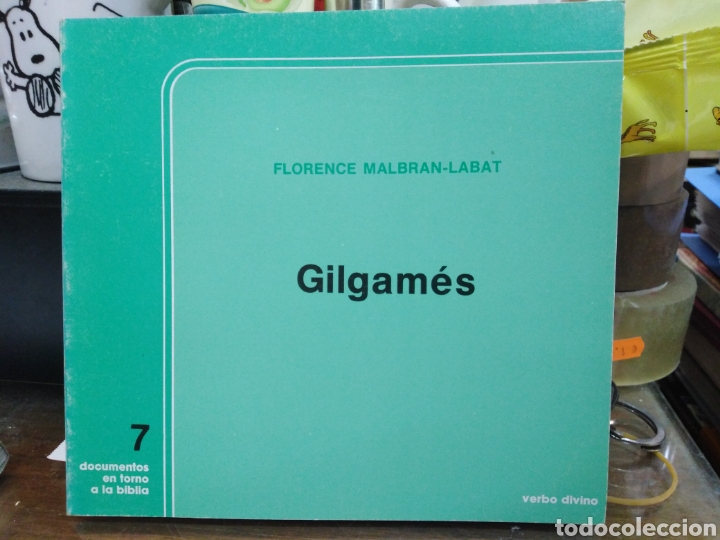 FLORENCE MALBRAN-LABAT
Gilgamés
7
documentos
en torno
a la biblia
verbo divino
todocoleccion